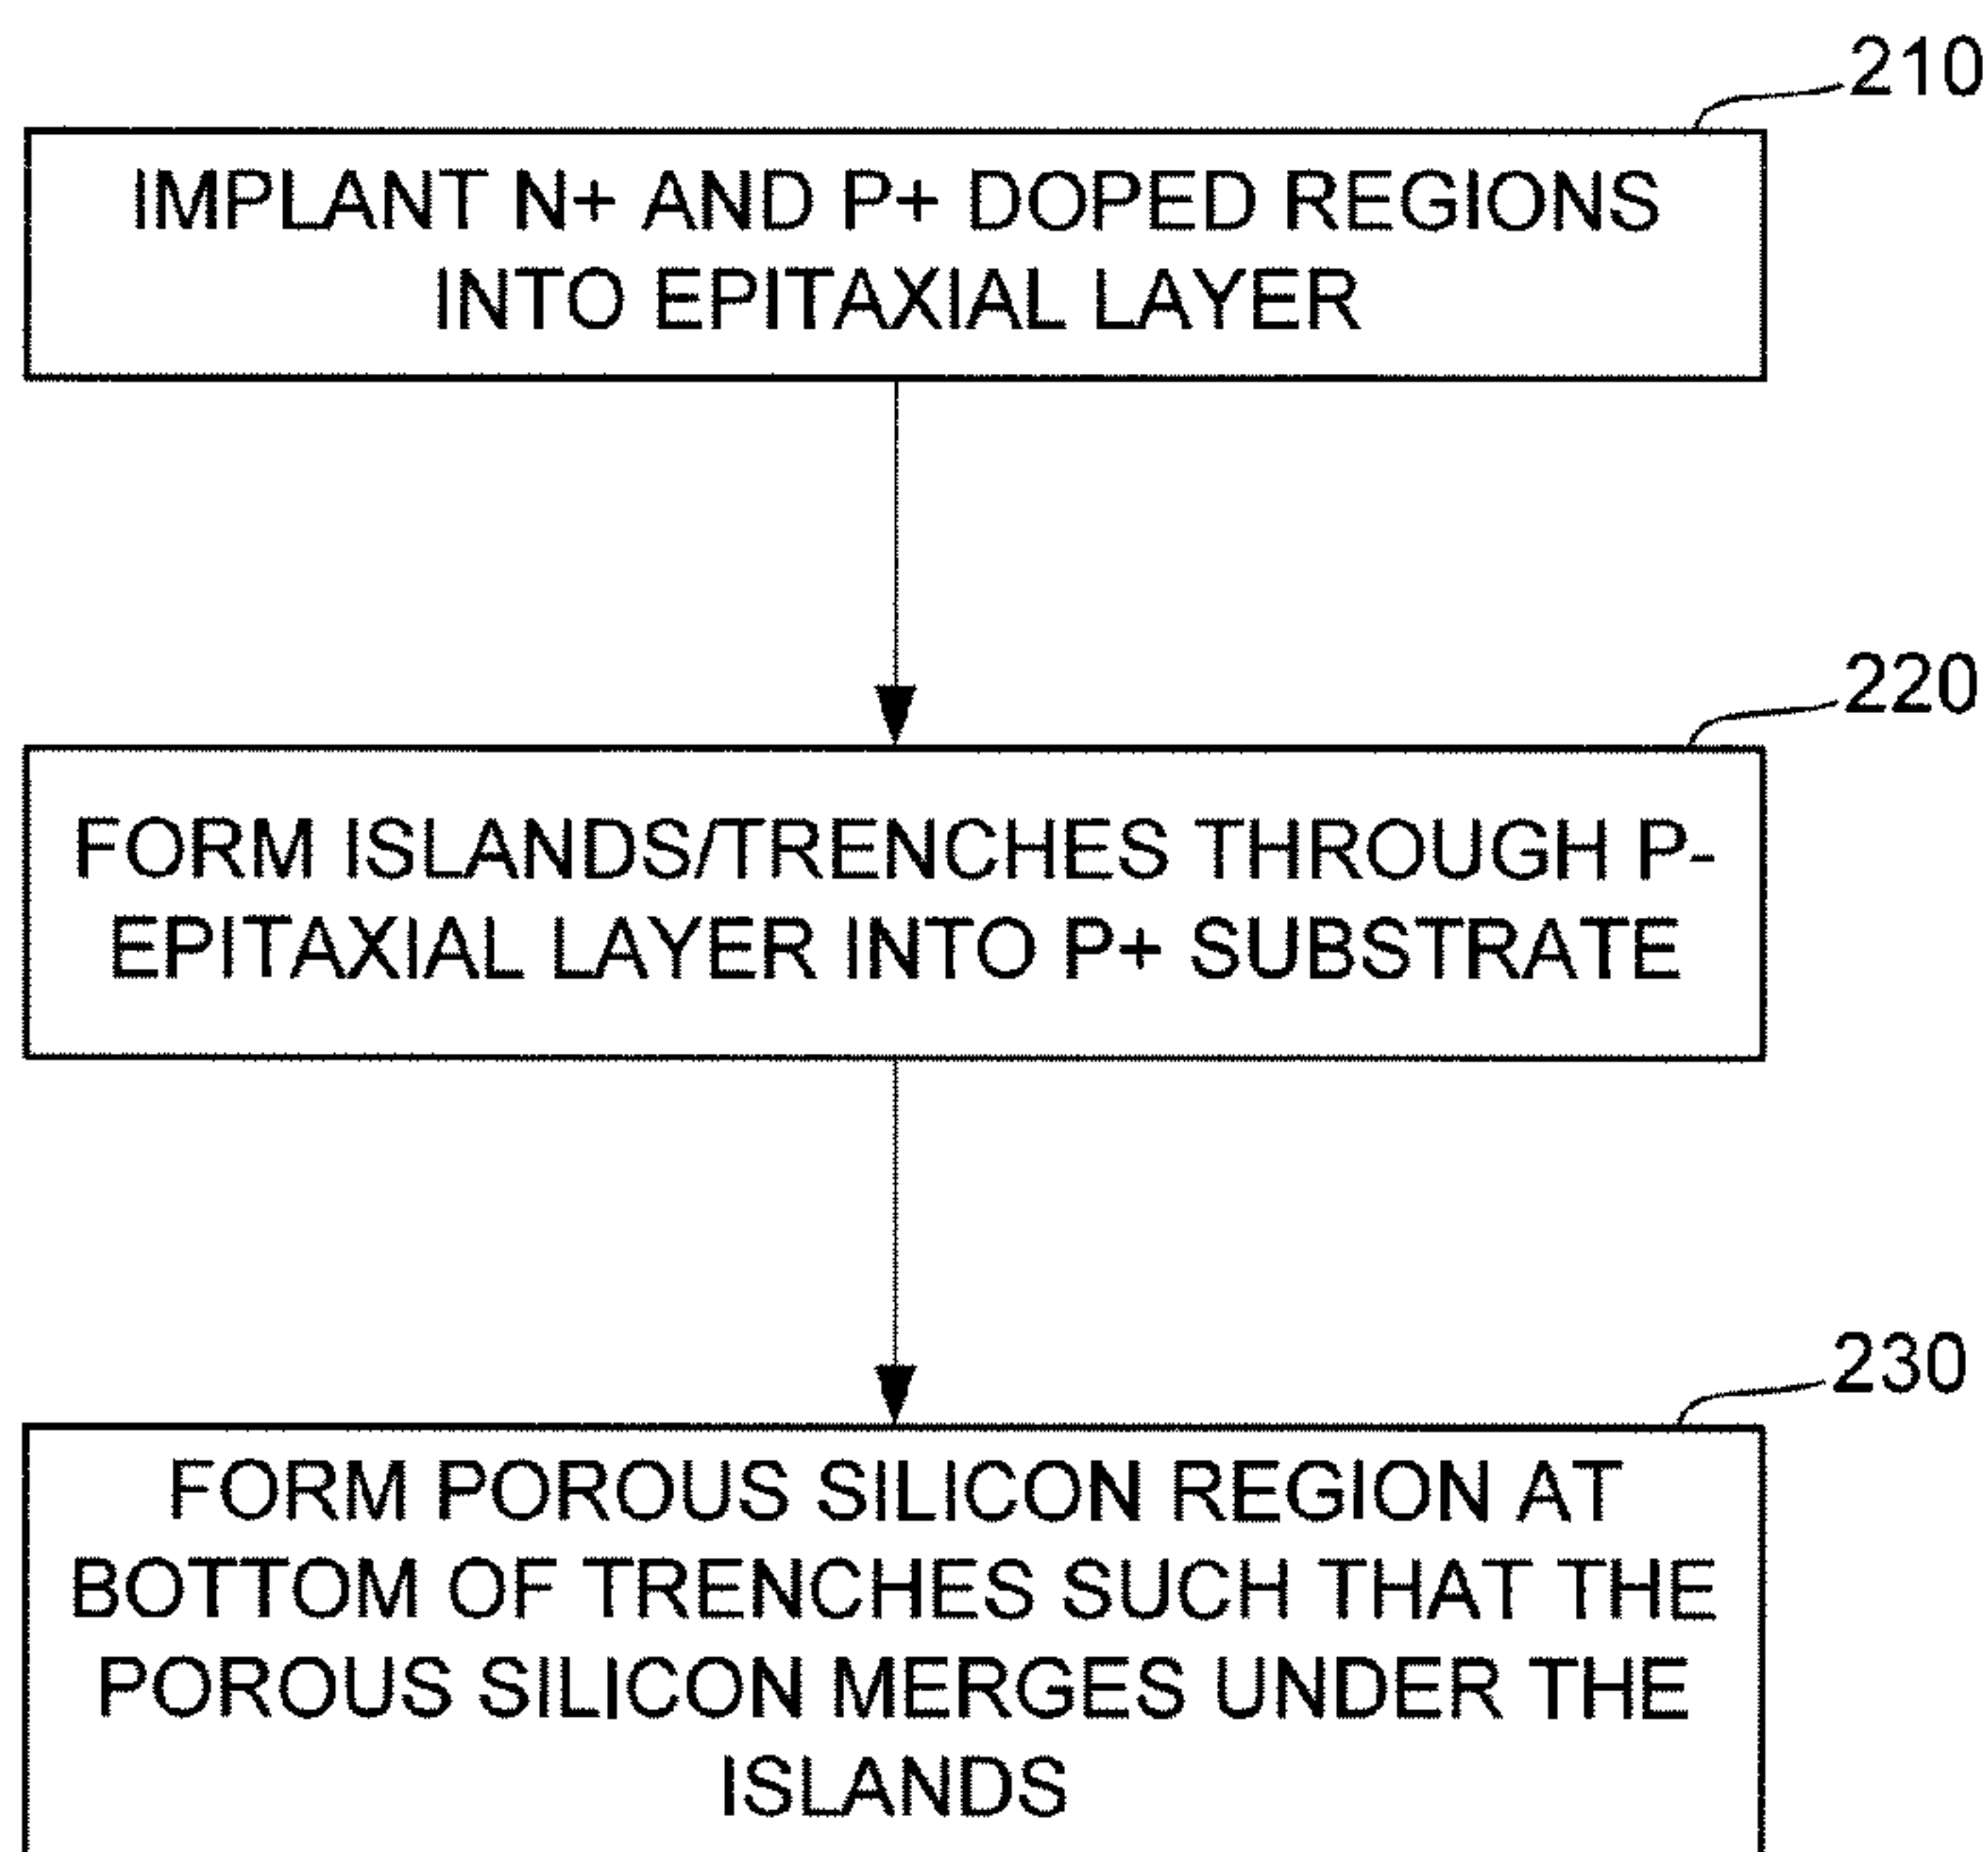 210
IMPLANT N+ AND P+ DOPED REGIONS
INTO EPITAXIAL LAYER
220
FORM ISLANDS/TRENCHES THROUGH P-
EPITAXIAL LAYER INTO P+ SUBSTRATE
230
FORM POROUS SILICON REGION AT
BOTTOM OF TRENCHES SUCH THAT THE
POROUS SILICON MERGES UNDER THE
ISLANDS